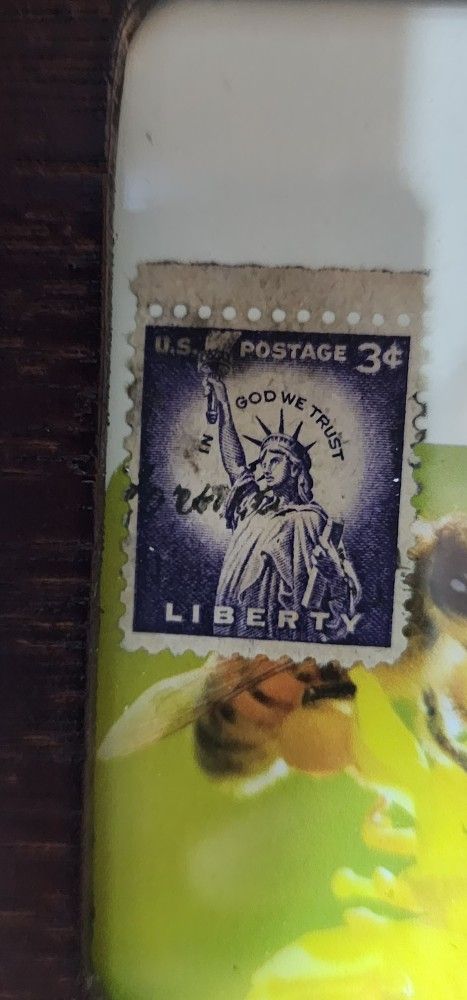 U.S. POSTAGE 3¢
IN GOD WE TRUST
LIBERTY